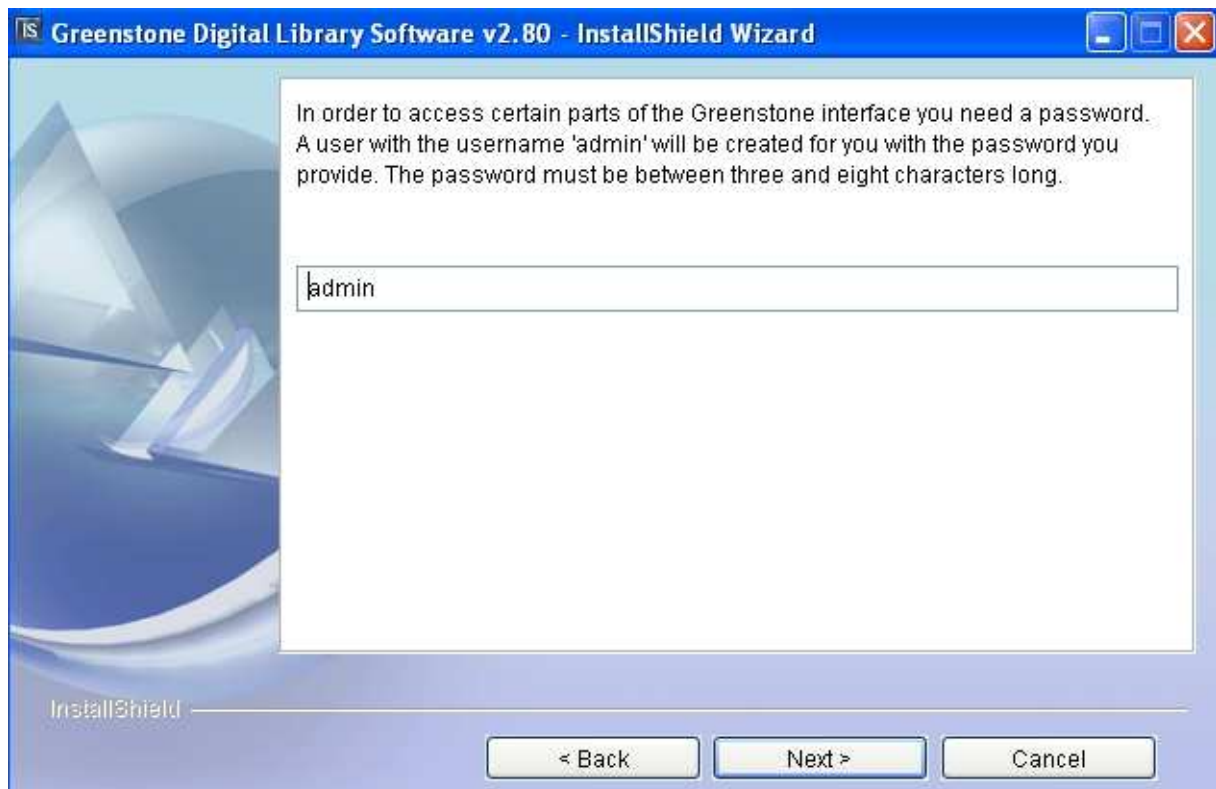 IS Greenstone Digital Library Software v2.80 - InstallShield Wizard
In order to access certain parts of the Greenstone interface you need a password.
A user with the username 'admin' will be created for you with the password you
provide. The password must be between three and eight characters long.
admin
InstallShield
< Back Next > Cancel